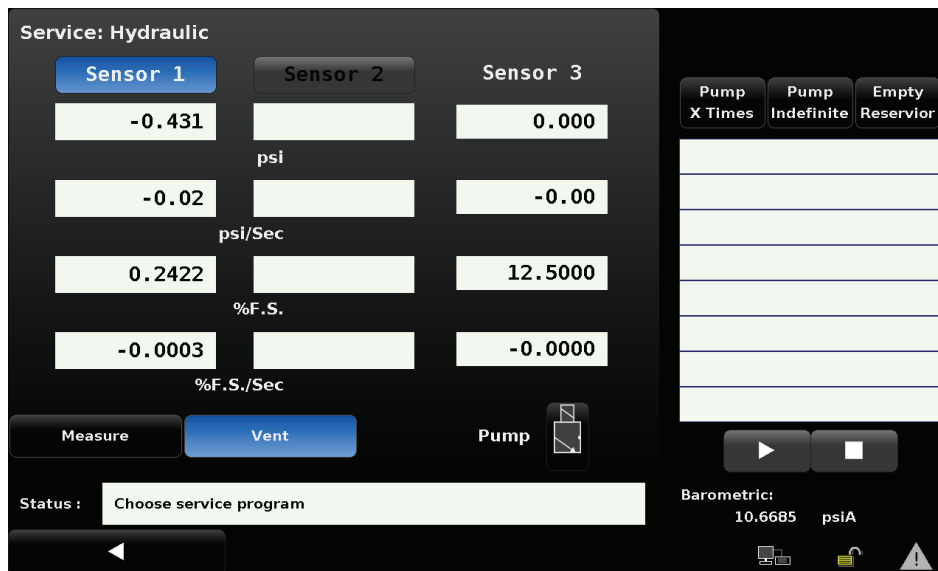 Service: Hydraulic
Sensor 1 Sensor 2 Sensor 3
-0.431 0.000
psi
-0.02 -0.00
psi/Sec
0.2422 12.5000
%F.S.
-0.0003 -0.0000
%F.S./Sec
Measure Vent Pump
Status : Choose service program
Pump X Times
Pump Indefinite
Empty Reservior
Barometric:
10.6685 psiA